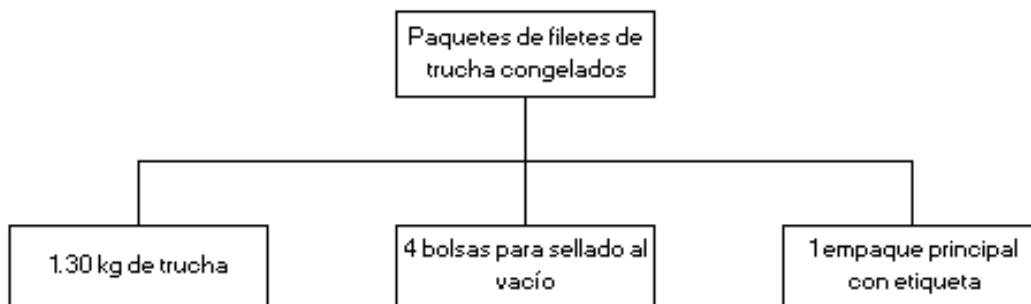 Paquetes de filetes de
trucha congelados
1.30 kg de trucha
4 bolsas para sellado al
vacío
1 empaque principal
con etiqueta